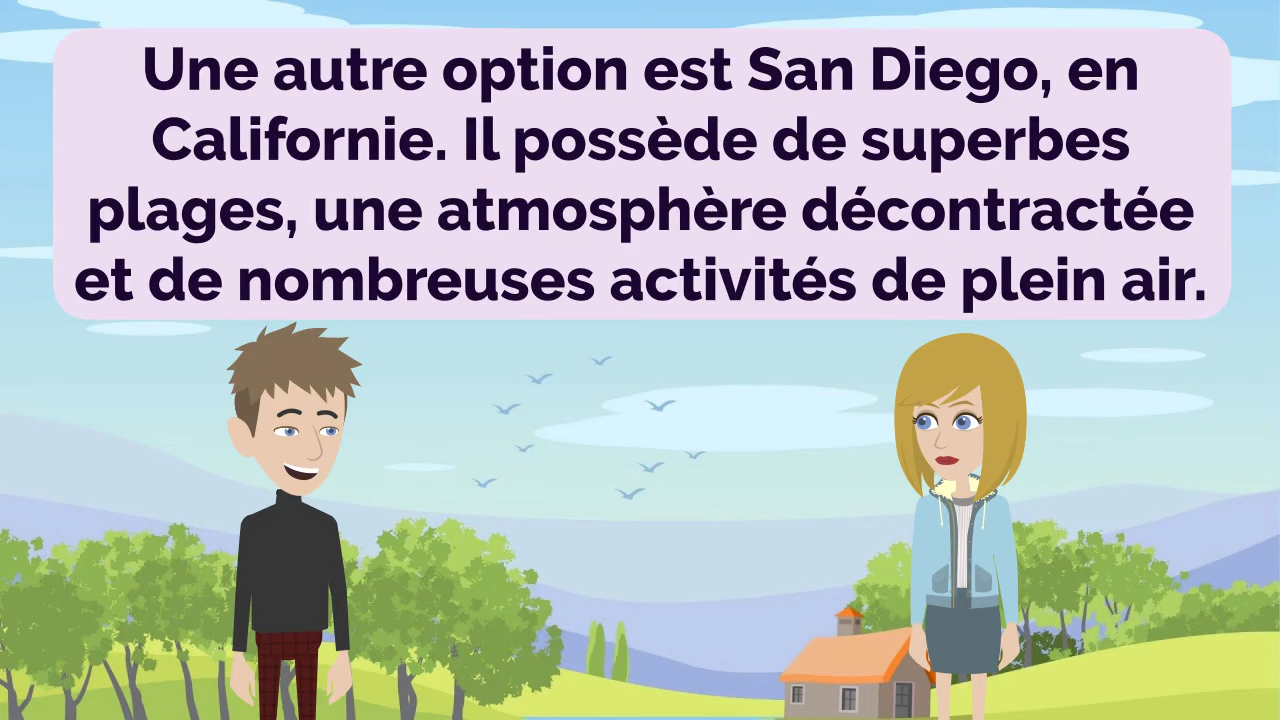 Une autre option est San Diego, en
Californie. Il possède de superbes
plages, une atmosphère décontractée
et de nombreuses activités de plein air.